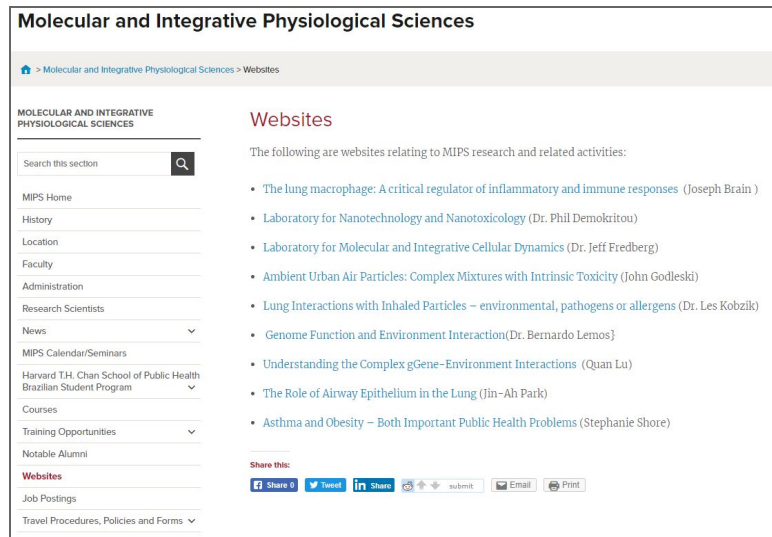 Molecular and Integrative Physiological Sciences
> Molecular and Integrative Physiological Sciences > Websites
MOLECULAR AND INTEGRATIVE
PHYSIOLOGICAL SCIENCES
Search this section
MIPS Home
History
Location
Faculty
Administration
Research Scientists
News
MIPS Calendar/Seminars
Harvard T.H. Chan School of Public Health
Brazilian Student Program
Courses
Training Opportunities
Notable Alumni
Websites
Job Postings
Travel Procedures, Policies and Forms
Websites
The following are websites relating to MIPS research and related activities:
• The lung macrophage: A critical regulator of inflammatory and immune responses (Joseph Brain )
• Laboratory for Nanotechnology and Nanotoxicology (Dr. Phil Demokritou)
• Laboratory for Molecular and Integrative Cellular Dynamics (Dr. Jeff Fredberg)
• Ambient Urban Air Particles: Complex Mixtures with Intrinsic Toxicity (John Godleski)
• Lung Interactions with Inhaled Particles – environmental, pathogens or allergens (Dr. Les Kobzik)
• Genome Function and Environment Interaction(Dr. Bernardo Lemos}
• Understanding the Complex gGene-Environment Interactions (Quan Lu)
• The Role of Airway Epithelium in the Lung (Jin-Ah Park)
• Asthma and Obesity – Both Important Public Health Problems (Stephanie Shore)
Share this:
Share 0 Tweet in Share submit Email Print